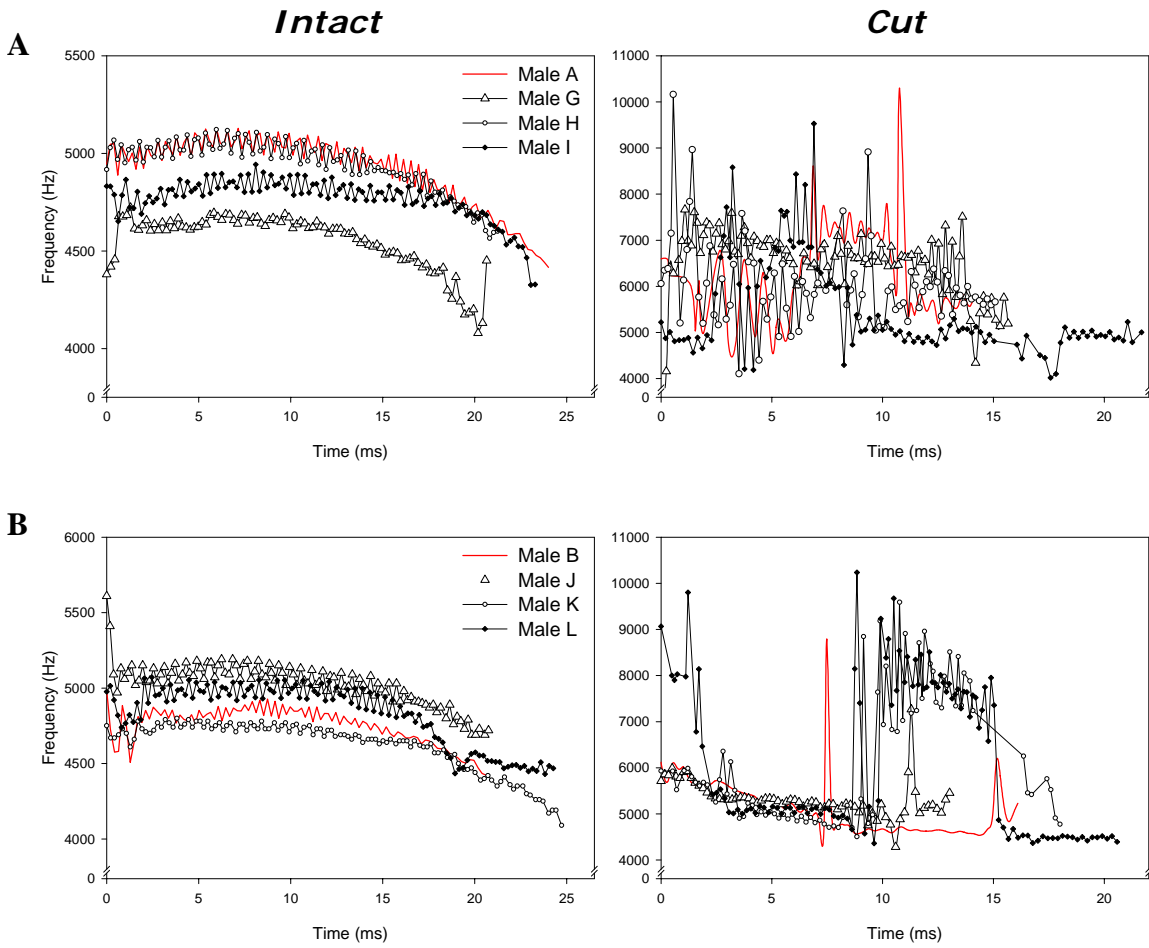 Intact
Cut
A
5500
5000
4500
4000
0
Frequency (Hz)
Male A
Male G
Male H
Male I
0 5 10 15 20 25
Time (ms)
11000
10000
9000
8000
7000
6000
5000
4000
0
0 5 10 15 20
Time (ms)
B
6000
5500
5000
4500
4000
0
Frequency (Hz)
Male B
Male J
Male K
Male L
0 5 10 15 20 25
Time (ms)
11000
10000
9000
8000
7000
6000
5000
4000
0
0 5 10 15 20
Time (ms)